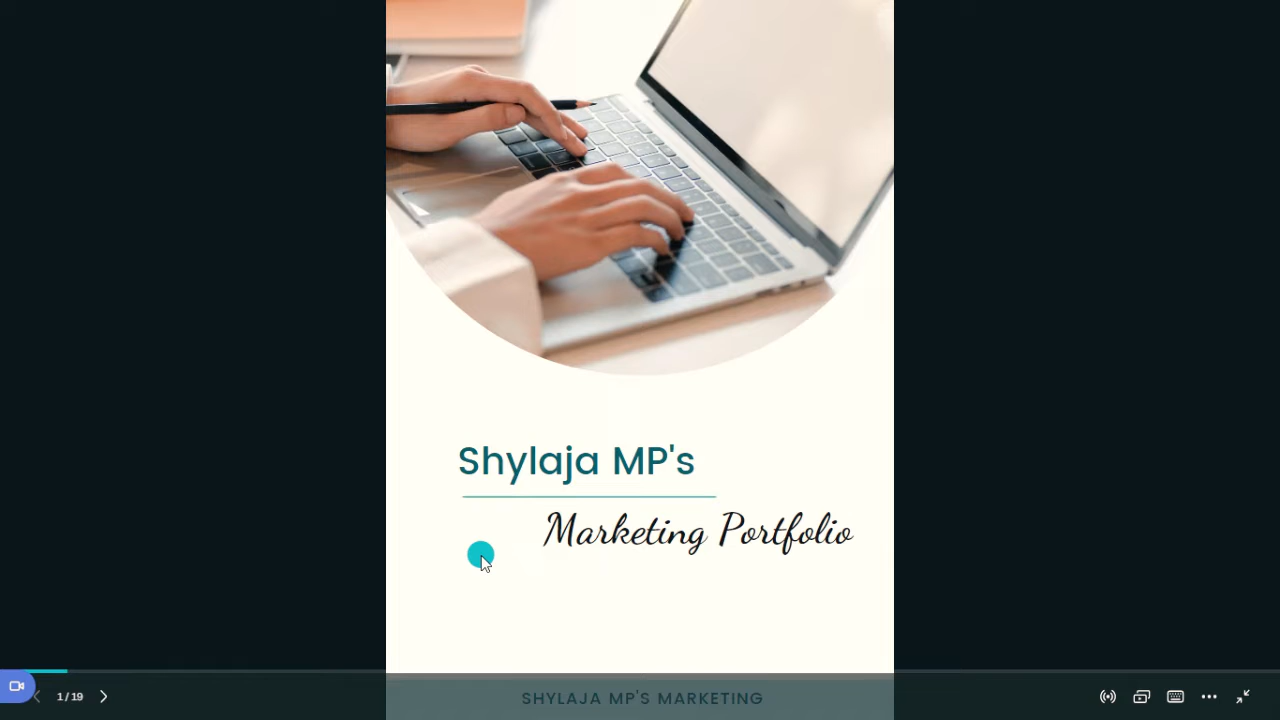 Shylaja MP's
Marketing Portfolio
SHYLAJA MP'S MARKETING
1 / 19